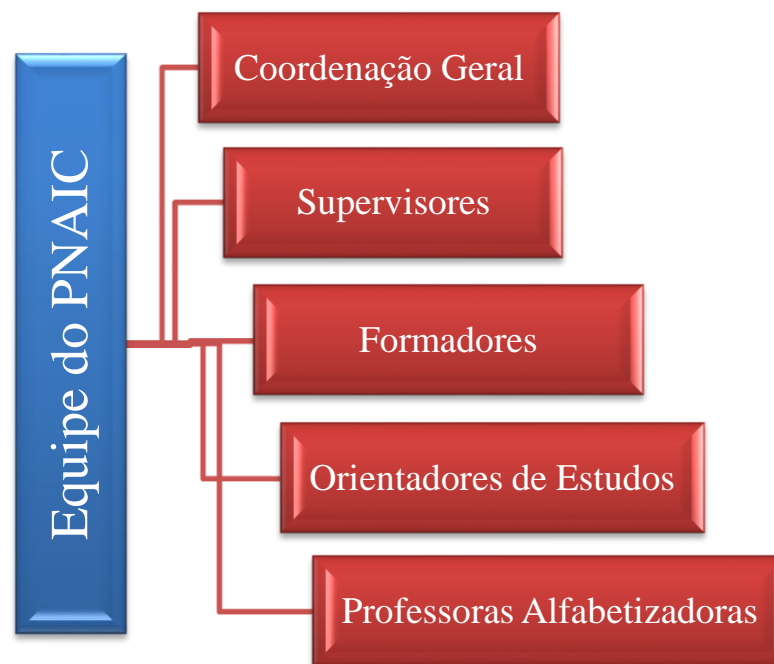 Equipe do PNAIC
Coordenação Geral
Supervisores
Formadores
Orientadores de Estudos
Professoras Alfabetizadoras